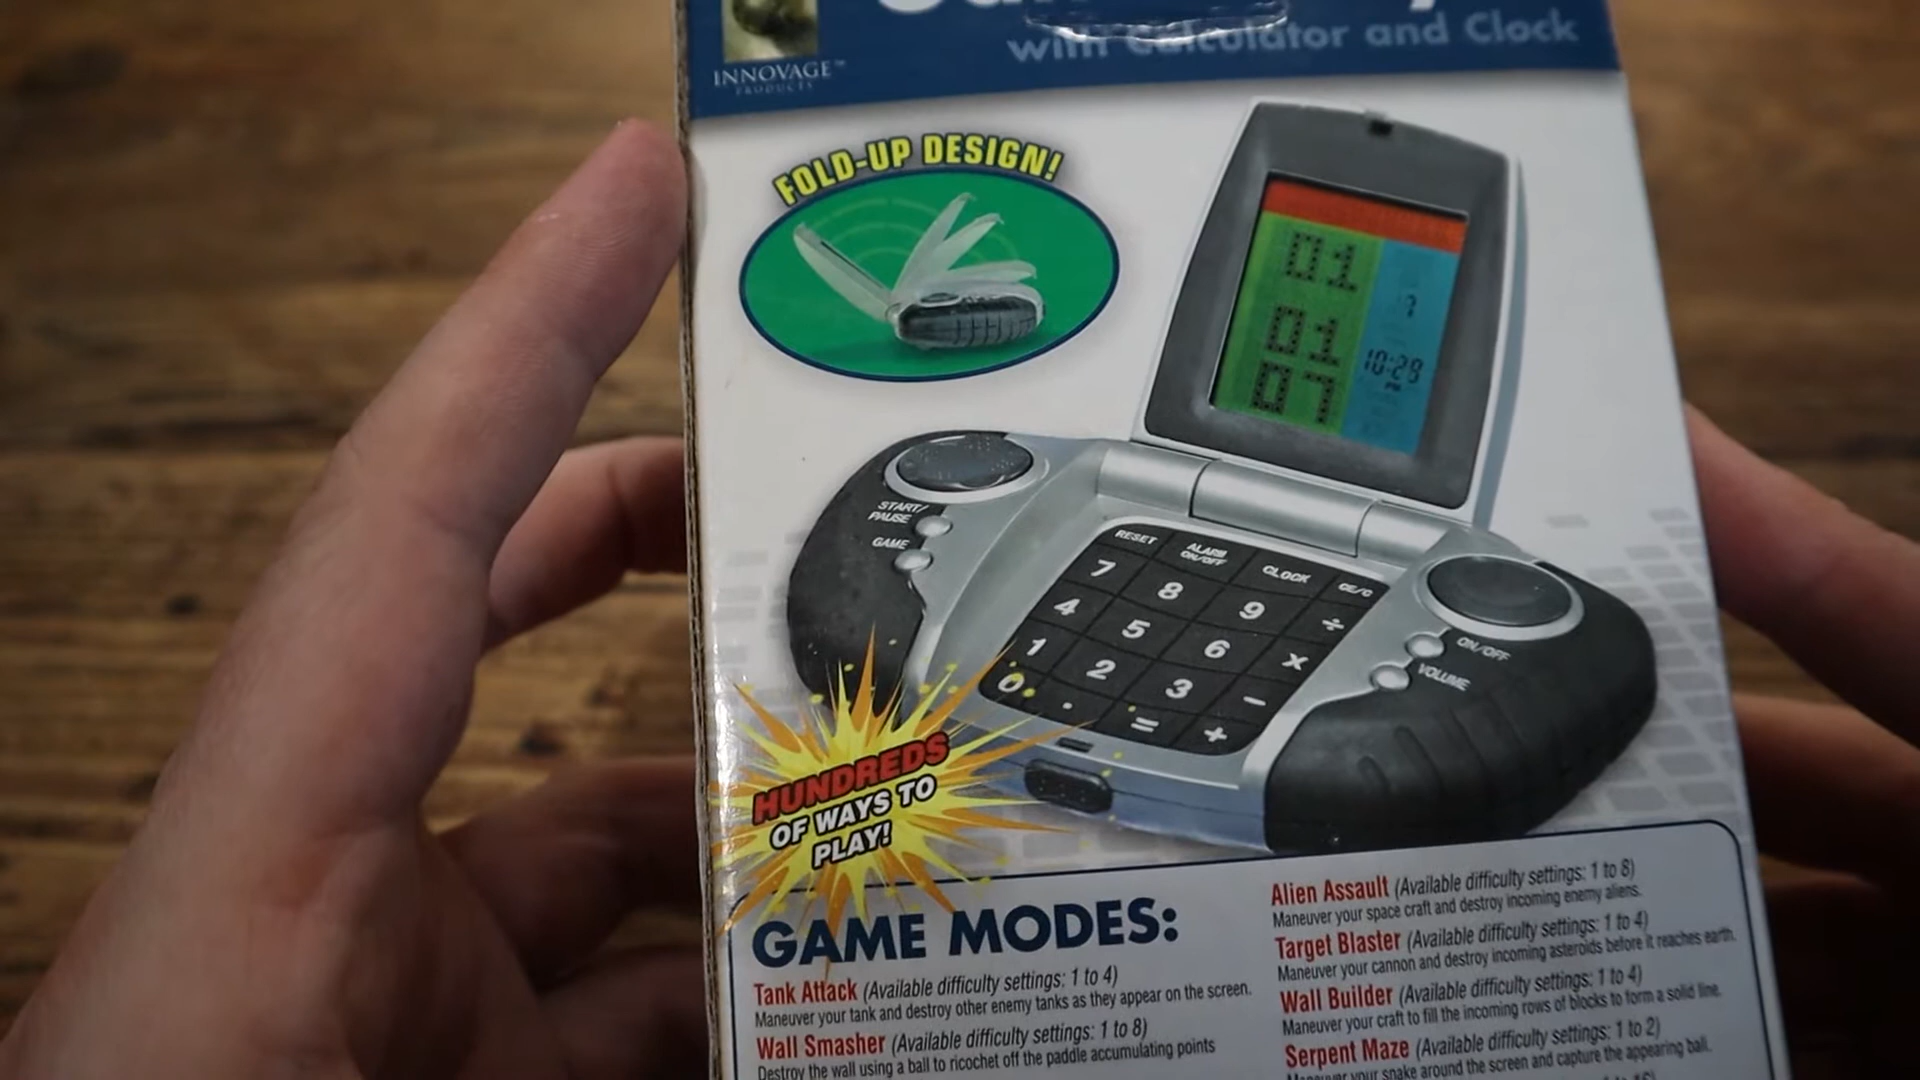 with Calculator and Clock
INNOVAGE™
PRODUCTS
FOLD-UP DESIGN!
01
7
01
10:29
PM
07
START/
PAUSE
GAME
RESET
ALARM
ON/OFF
CLOCK
CE/C
7 8 9 ÷
4 5 6 x
1 2 3 −
0 . = +
ON/OFF
VOLUME
HUNDREDS
OF WAYS TO
PLAY!
GAME MODES:
Tank Attack (Available difficulty settings: 1 to 4)
Maneuver your tank and destroy other enemy tanks as they appear on the screen.
Wall Smasher (Available difficulty settings: 1 to 8)
Destroy the wall using a ball to ricochet off the paddle accumulating points
Alien Assault (Available difficulty settings: 1 to 8)
Maneuver your space craft and destroy incoming enemy aliens.
Target Blaster (Available difficulty settings: 1 to 4)
Maneuver your cannon and destroy incoming asteroids before it reaches earth.
Wall Builder (Available difficulty settings: 1 to 4)
Maneuver your craft to fill the incoming rows of blocks to form a solid line.
Serpent Maze (Available difficulty settings: 1 to 2)
Maneuver your snake around the screen and capture the appearing ball.